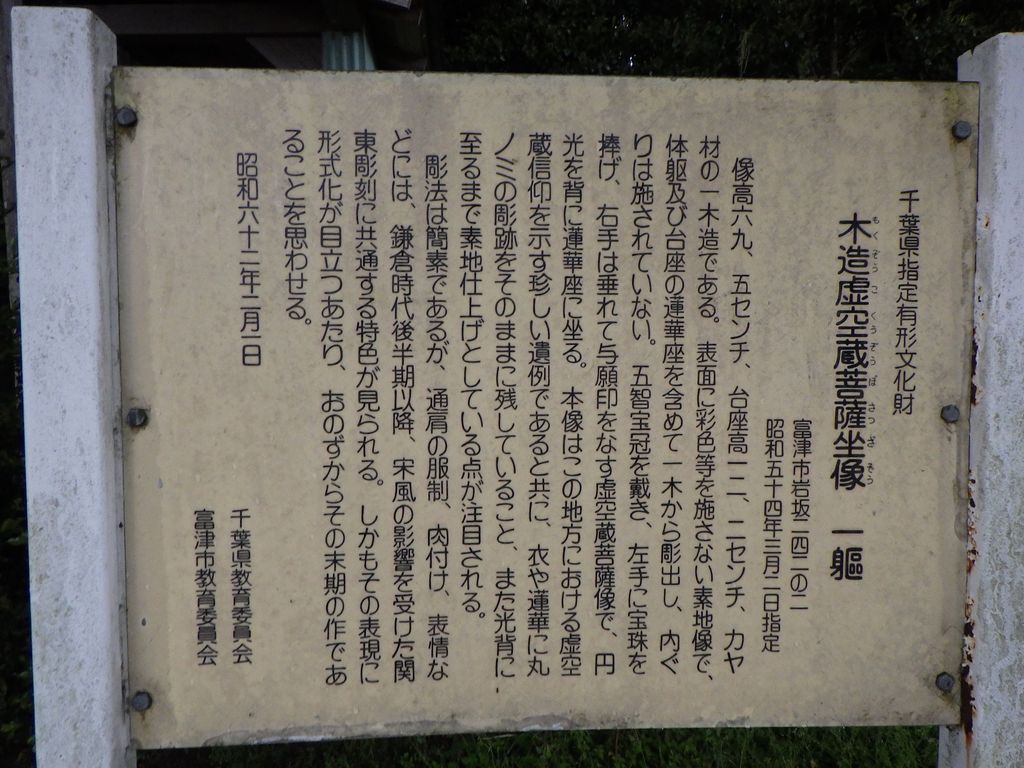 千葉県指定有形文化財
もくぞうこくうぞうぼさつざぞう
木造虚空蔵菩薩坐像　一軀
富津市岩坂二四二の二
昭和五十四年三月二日指定
像高六九、五センチ、台座高一二、二センチ、カヤ
材の一木造である。表面に彩色等を施さない素地像で、
体軀及び台座の蓮華座を含めて一木から彫出し、内ぐ
りは施されていない。五智宝冠を戴き、左手に宝珠を
捧げ、右手は垂れて与願印をなす虚空蔵菩薩像で、円
光を背に蓮華座に坐る。本像はこの地方における虚空
蔵信仰を示す珍しい遺例であると共に、衣や蓮華に丸
ノミの彫跡をそのままに残していること、また光背に
至るまで素地仕上げとしている点が注目される。
彫法は簡素であるが、通肩の服制、肉付け、表情な
どには、鎌倉時代後半期以降、宋風の影響を受けた関
東彫刻に共通する特色が見られる。しかもその表現に
形式化が目立つあたり、おのずからその末期の作であ
ることを思わせる。
昭和六十二年二月一日
千葉県教育委員会
富津市教育委員会